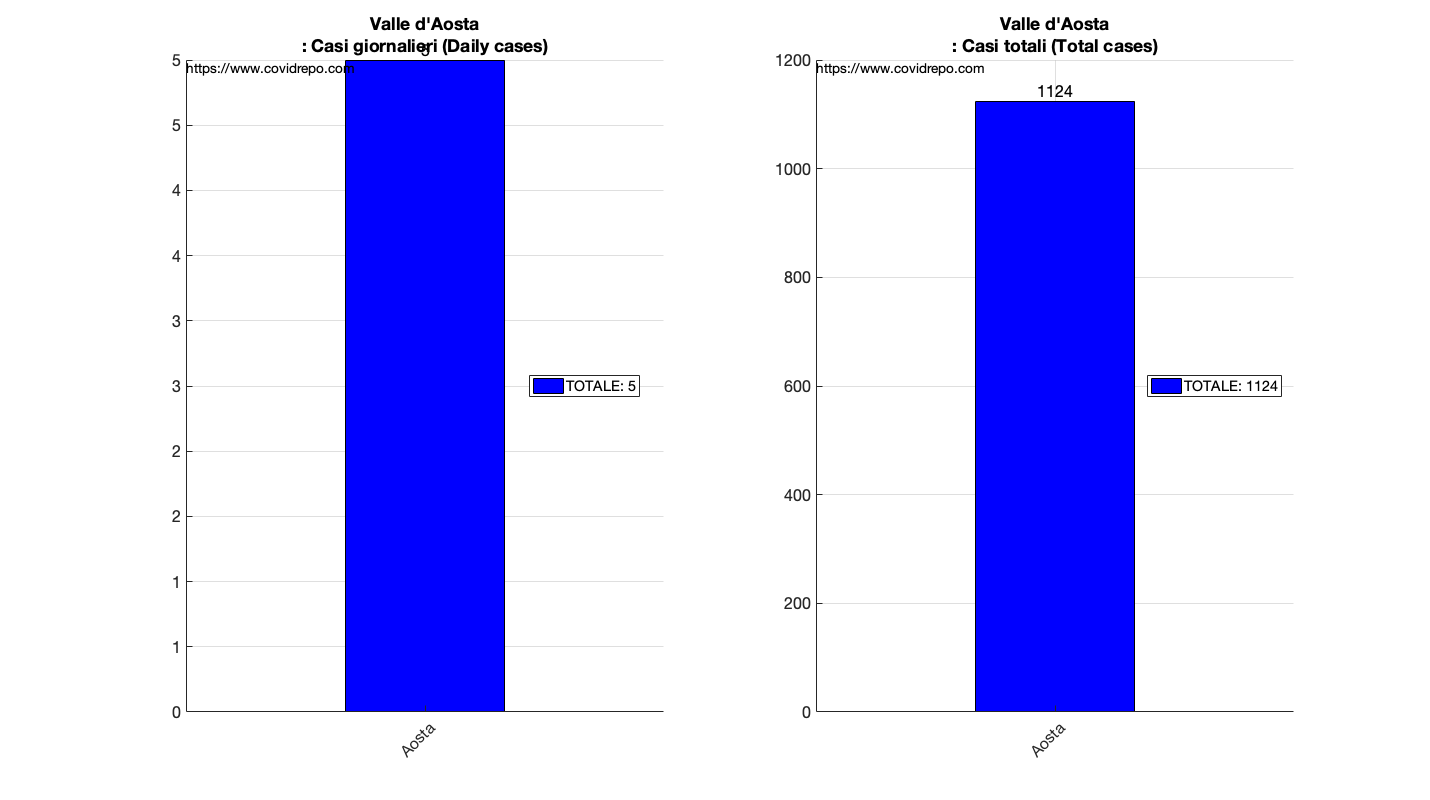 Valle d'Aosta
: Casi giornalieri (Daily cases)
5
https://www.covidrepo.com
5
5
4
4
3
3
2
2
1
1
0
TOTALE: 5
Aosta
Valle d'Aosta
: Casi totali (Total cases)
https://www.covidrepo.com
1124
1200
1000
800
600
400
200
0
TOTALE: 1124
Aosta